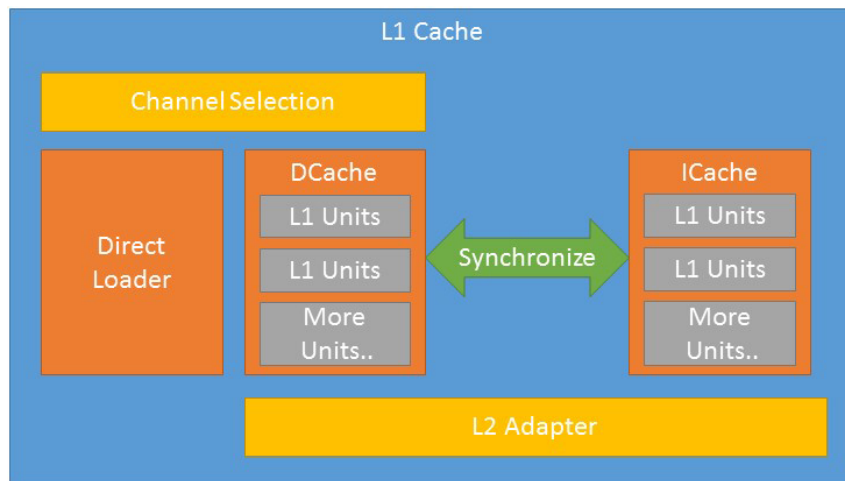 L1 Cache
Channel Selection
Direct
Loader
DCache
L1 Units
L1 Units
More
Units..
Synchronize
ICache
L1 Units
L1 Units
More
Units..
L2 Adapter